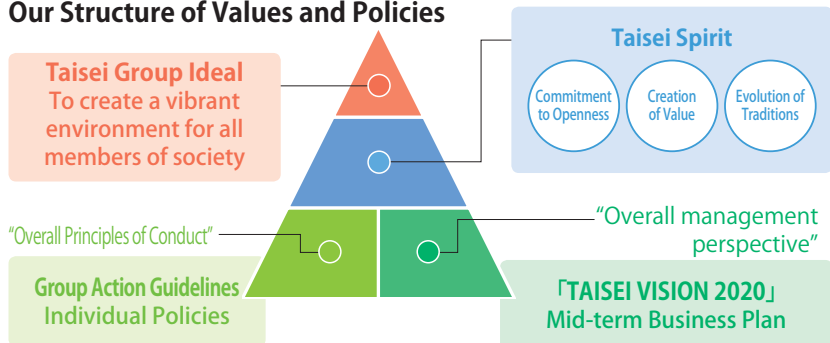 Our Structure of Values and Policies
Taisei Group Ideal
To create a vibrant
environment for all
members of society
Taisei Spirit
Commitment
to Openness
Creation
of Value
Evolution of
Traditions
“Overall Principles of Conduct”
Group Action Guidelines
Individual Policies
“Overall management
perspective”
「TAISEI VISION 2020」
Mid-term Business Plan